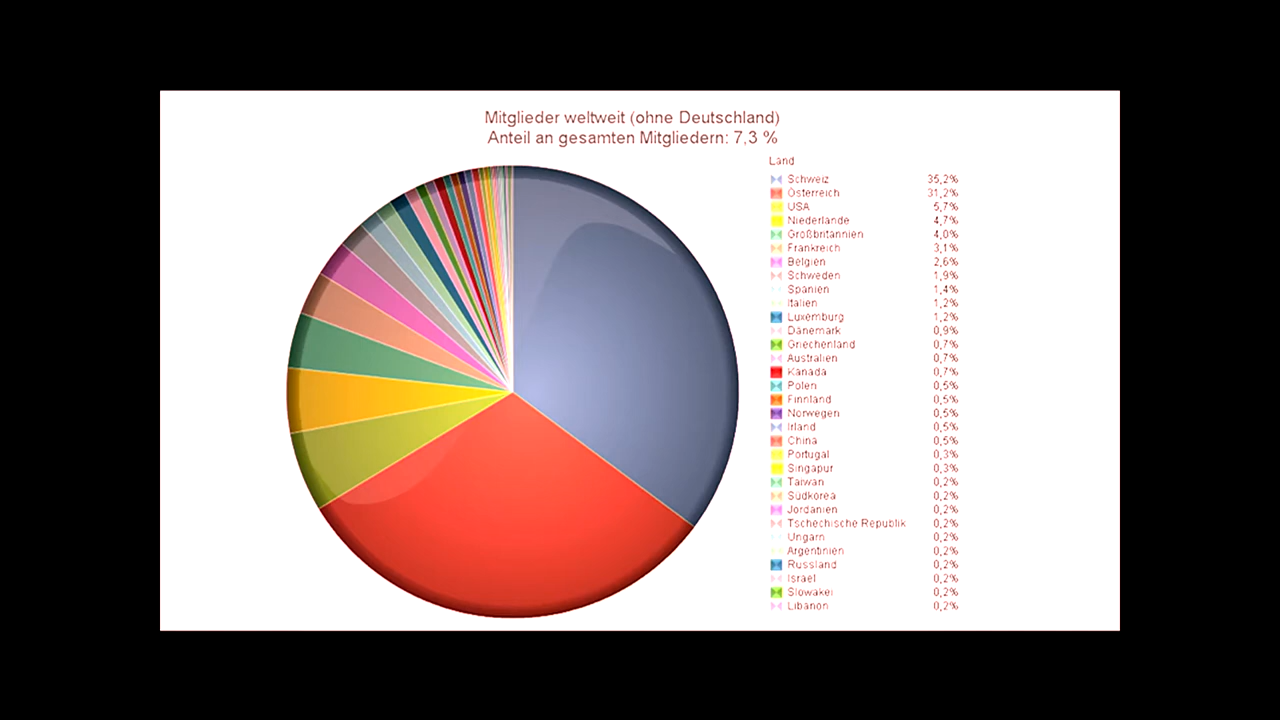 Mitglieder weltweit (ohne Deutschland)
Anteil an gesamten Mitgliedern: 7,3 %
Land
Schweiz 35,2%
Österreich 31,2%
USA 5,7%
Niederlande 4,7%
Großbritannien 4,0%
Frankreich 3,1%
Belgien 2,6%
Schweden 1,9%
Spanien 1,4%
Italien 1,2%
Luxemburg 1,2%
Dänemark 0,9%
Griechenland 0,7%
Australien 0,7%
Kanada 0,7%
Polen 0,5%
Finnland 0,5%
Norwegen 0,5%
Irland 0,5%
China 0,5%
Portugal 0,3%
Singapur 0,3%
Taiwan 0,2%
Südkorea 0,2%
Jordanien 0,2%
Tschechische Republik 0,2%
Ungarn 0,2%
Argentinien 0,2%
Russland 0,2%
Israel 0,2%
Slowakei 0,2%
Libanon 0,2%